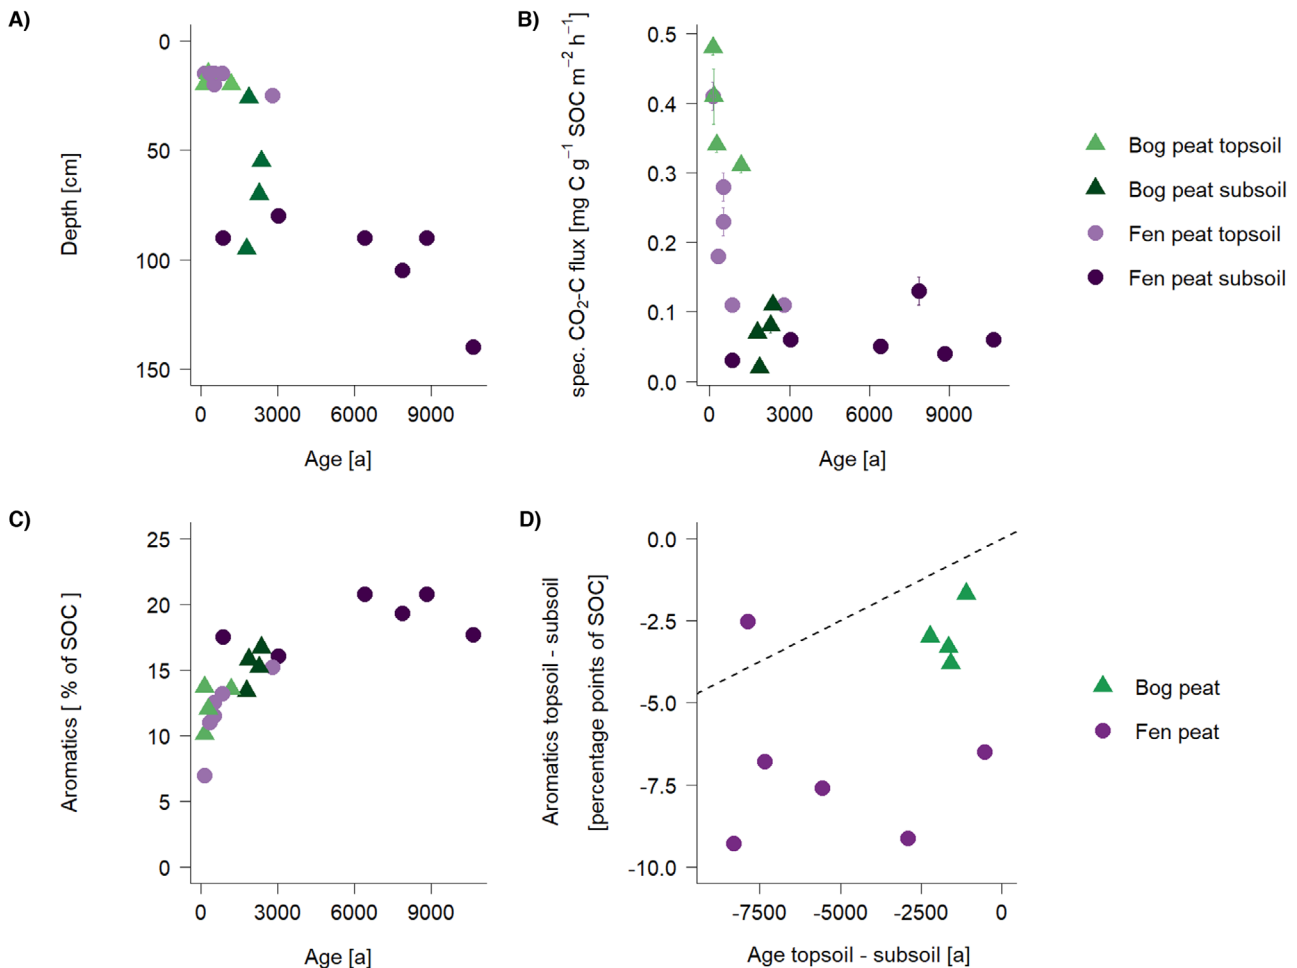 A)
0
50
100
150
Depth [cm]
0 3000 6000 9000
Age [a]
B)
0.5
0.4
0.3
0.2
0.1
0.0
spec. CO₂-C flux [mg C g⁻¹ SOC m⁻² h⁻¹]
0 3000 6000 9000
Age [a]
Bog peat topsoil
Bog peat subsoil
Fen peat topsoil
Fen peat subsoil
C)
25
20
15
10
5
0
Aromatics [ % of SOC ]
0 3000 6000 9000
Age [a]
D)
0.0
-2.5
-5.0
-7.5
-10.0
Aromatics topsoil - subsoil
[percentage points of SOC]
-7500 -5000 -2500 0
Age topsoil - subsoil [a]
Bog peat
Fen peat